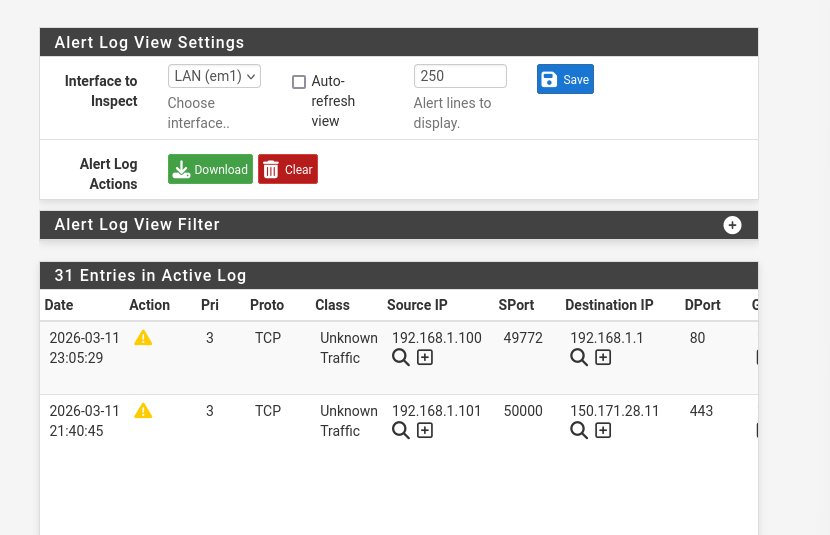 Alert Log View Settings
Interface to Inspect
LAN (em1)
Choose interface..
Auto-refresh view
250
Alert lines to display.
Save
Alert Log Actions
Download Clear
Alert Log View Filter
31 Entries in Active Log
Date Action Pri Proto Class Source IP SPort Destination IP DPort
2026-03-11 23:05:29 3 TCP Unknown Traffic 192.168.1.100 49772 192.168.1.1 80
2026-03-11 21:40:45 3 TCP Unknown Traffic 192.168.1.101 50000 150.171.28.11 443